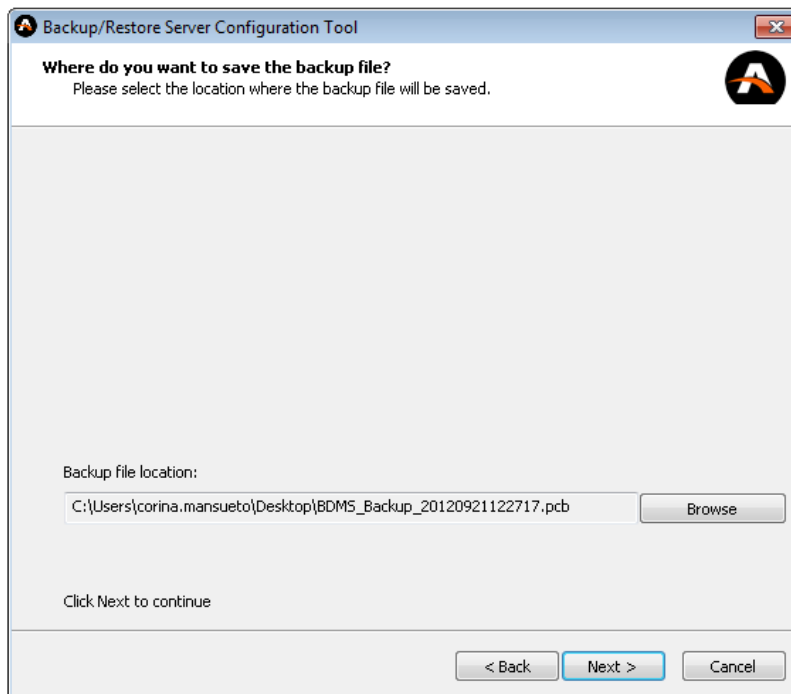 Backup/Restore Server Configuration Tool
Where do you want to save the backup file?
Please select the location where the backup file will be saved.
Backup file location:
C:\Users\corina.mansueto\Desktop\BDMS_Backup_20120921122717.pcb
Browse
Click Next to continue
< Back
Next >
Cancel